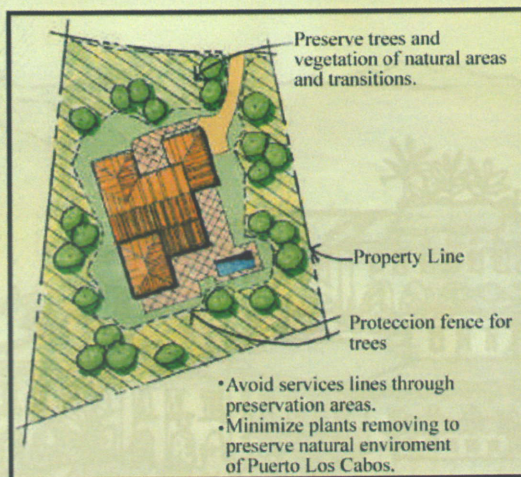 Preserve trees and
vegetation of natural areas
and transitions.
Property Line
Proteccion fence for
trees
•Avoid services lines through
preservation areas.
•Minimize plants removing to
preserve natural enviroment
of Puerto Los Cabos.